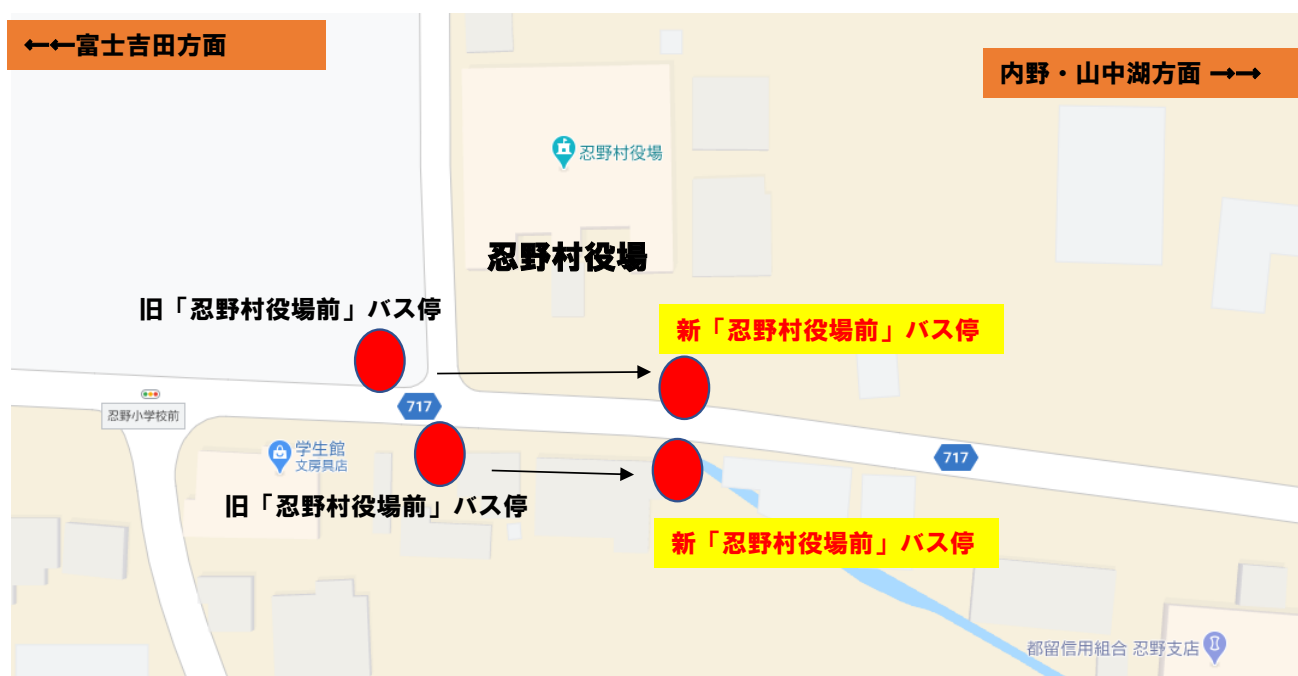 ←←富士吉田方面
内野・山中湖方面 →→
忍野村役場
忍野村役場
旧「忍野村役場前」バス停
新「忍野村役場前」バス停
717
忍野小学校前
学生館
文房具店
717
旧「忍野村役場前」バス停
新「忍野村役場前」バス停
都留信用組合 忍野支店